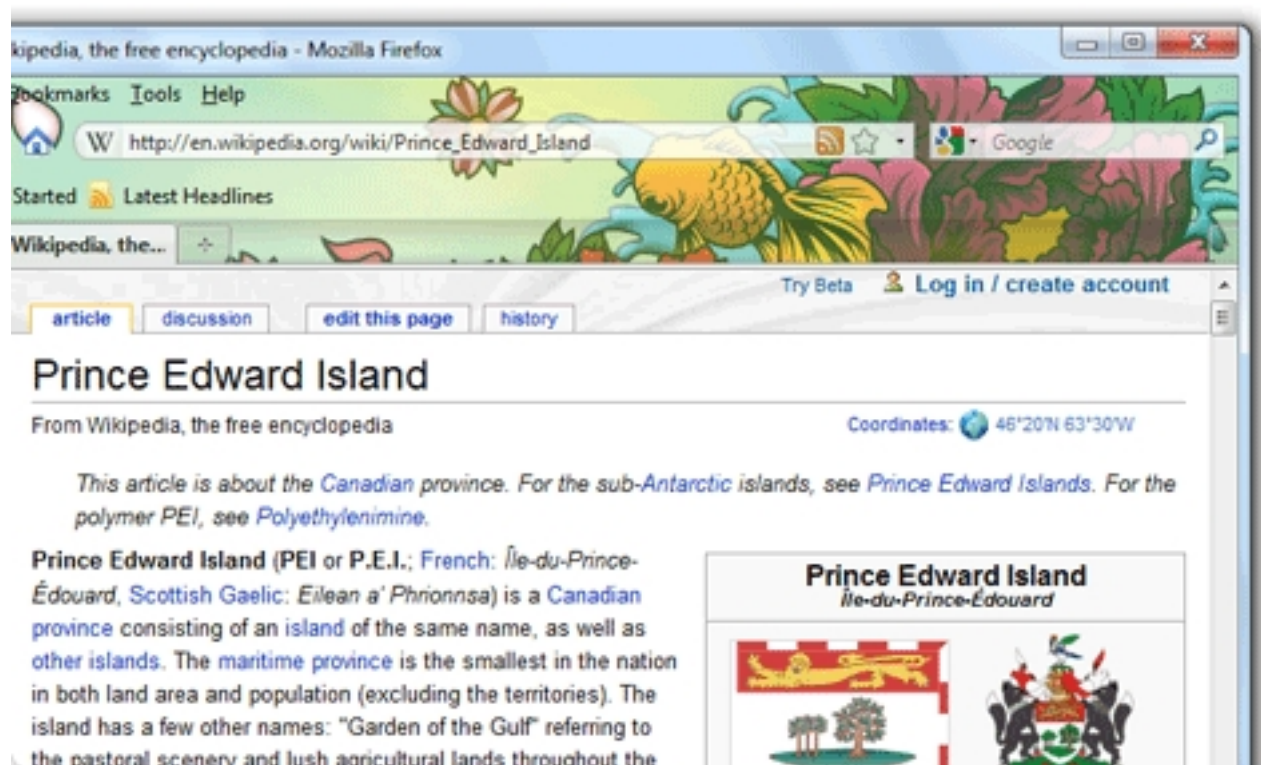 kipedia, the free encyclopedia - Mozilla Firefox
Bookmarks Tools Help
W http://en.wikipedia.org/wiki/Prince_Edward_Island Google
Started Latest Headlines
Wikipedia, the...
Try Beta Log in / create account
article discussion edit this page history
Prince Edward Island
From Wikipedia, the free encyclopedia Coordinates: 46°20'N 63°30'W
This article is about the Canadian province. For the sub-Antarctic islands, see Prince Edward Islands. For the
polymer PEI, see Polyethylenimine.
Prince Edward Island (PEI or P.E.I.; French: Île-du-Prince-
Édouard, Scottish Gaelic: Eilean a' Phrionnsa) is a Canadian
province consisting of an island of the same name, as well as
other islands. The maritime province is the smallest in the nation
in both land area and population (excluding the territories). The
island has a few other names: "Garden of the Gulf" referring to
the pastoral scenery and lush agricultural lands throughout the
Prince Edward Island
Île-du-Prince-Édouard